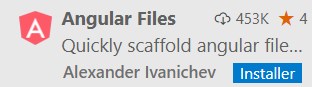 Angular Files 453K 4
Quickly scaffold angular file...
Alexander Ivanichev Installer